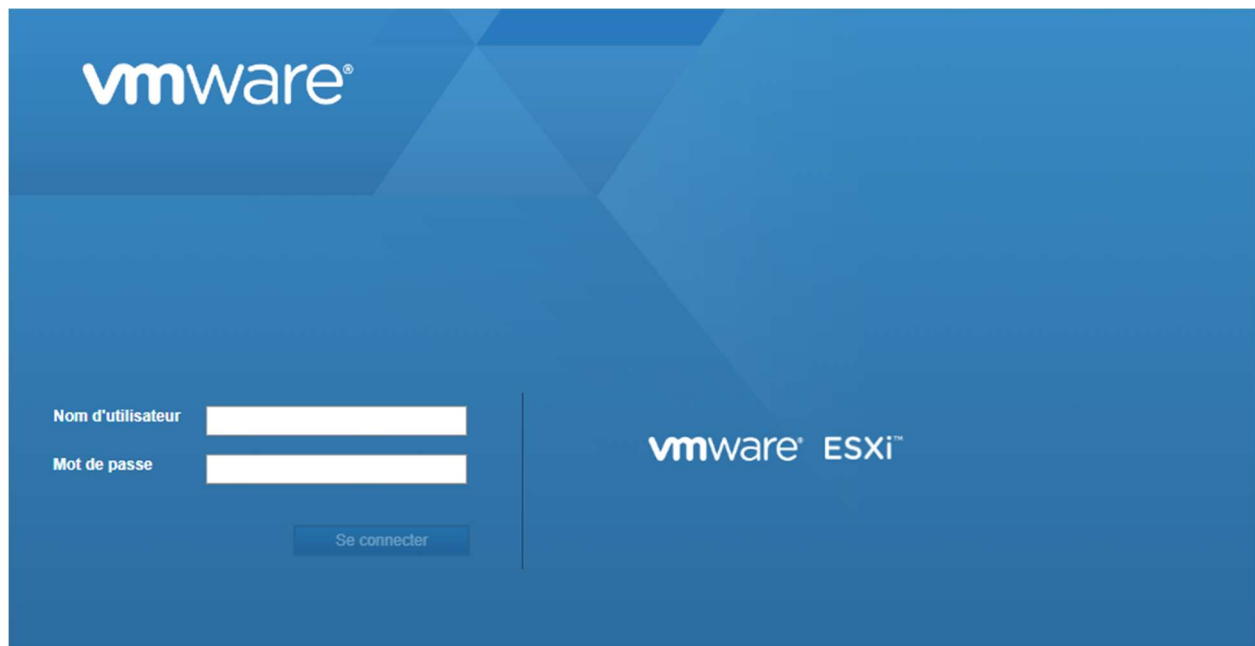 vmware®
Nom d'utilisateur
Mot de passe
Se connecter
vmware® ESXi™